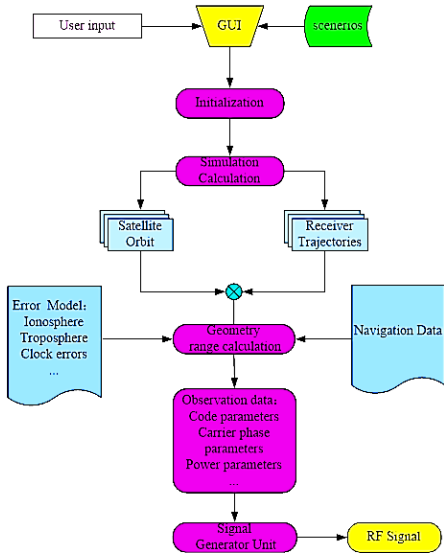 User input
GUI
scenerios
Initialization
Simulation
Calculation
Satellite
Orbit
Receiver
Trajectories
Error Model:
Ionosphere
Troposphere
Clock errors
...
Geometry
range calculation
Navigation Data
Observation data:
Code parameters
Carrier phase
parameters
Power parameters
...
Signal
Generator Unit
RF Signal